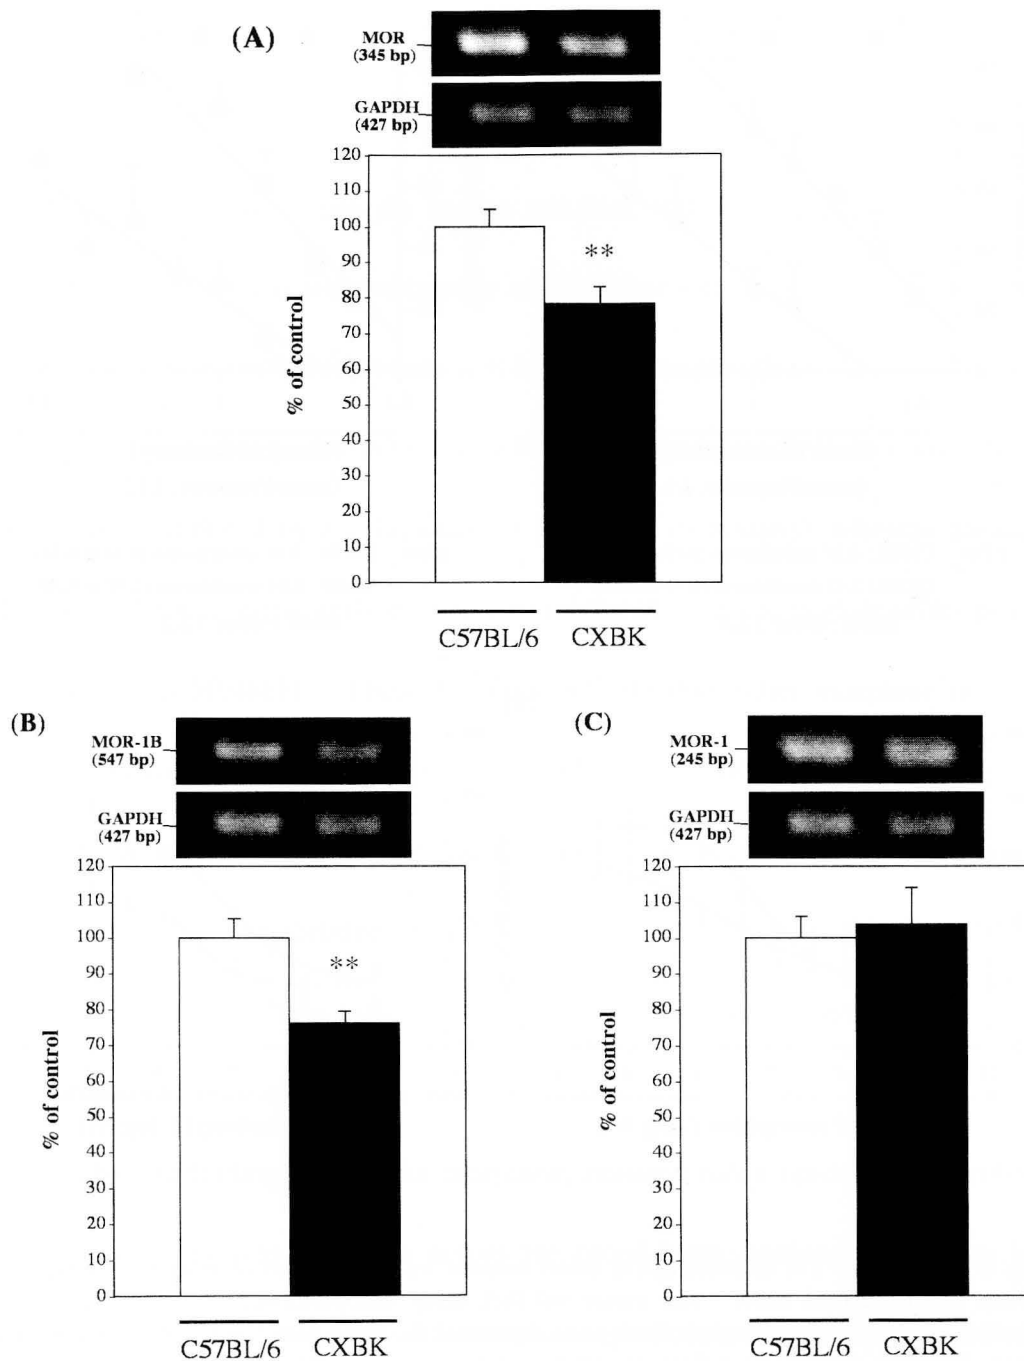 (A)
MOR
(345 bp)
GAPDH
(427 bp)
120
110
100
90
80
70
60
50
40
30
20
10
0
% of control
**
C57BL/6 CXBK
(B)
MOR-1B
(547 bp)
GAPDH
(427 bp)
120
110
100
90
80
70
60
50
40
30
20
10
0
% of control
**
C57BL/6 CXBK
(C)
MOR-1
(245 bp)
GAPDH
(427 bp)
120
110
100
90
80
70
60
50
40
30
20
10
0
% of control
C57BL/6 CXBK